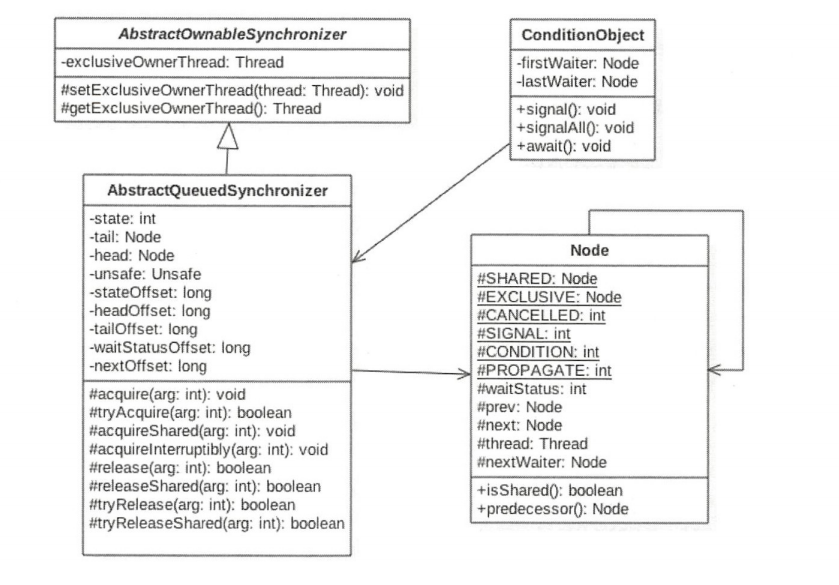 AbstractOwnableSynchronizer
-exclusiveOwnerThread: Thread
#setExclusiveOwnerThread(thread: Thread): void
#getExclusiveOwnerThread(): Thread
ConditionObject
-firstWaiter: Node
-lastWaiter: Node
+signal(): void
+signalAll(): void
+await(): void
AbstractQueuedSynchronizer
-state: int
-tail: Node
-head: Node
-unsafe: Unsafe
-stateOffset: long
-headOffset: long
-tailOffset: long
-waitStatusOffset: long
-nextOffset: long
#acquire(arg: int): void
#tryAcquire(arg: int): boolean
#acquireShared(arg: int): void
#acquireInterruptibly(arg: int): void
#release(arg: int): boolean
#releaseShared(arg: int): boolean
#tryRelease(arg: int): boolean
#tryReleaseShared(arg: int): boolean
Node
#SHARED: Node
#EXCLUSIVE: Node
#CANCELLED: int
#SIGNAL: int
#CONDITION: int
#PROPAGATE: int
#waitStatus: int
#prev: Node
#next: Node
#thread: Thread
#nextWaiter: Node
+isShared(): boolean
+predecessor(): Node